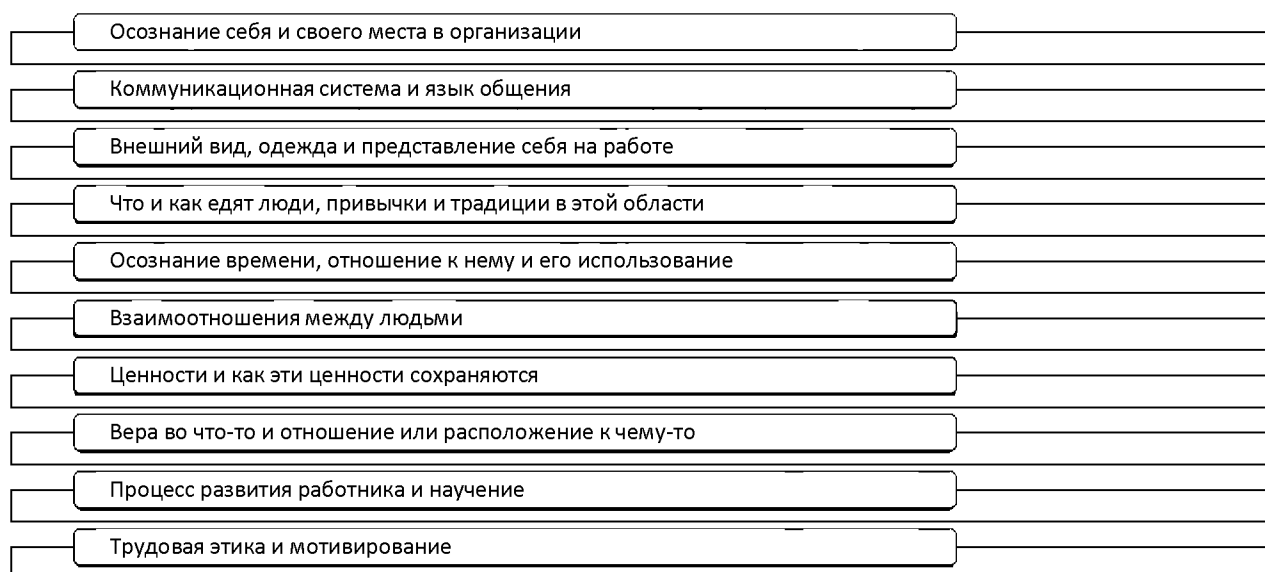 Осознание себя и своего места в организации
Коммуникационная система и язык общения
Внешний вид, одежда и представление себя на работе
Что и как едят люди, привычки и традиции в этой области
Осознание времени, отношение к нему и его использование
Взаимоотношения между людьми
Ценности и как эти ценности сохраняются
Вера во что-то и отношение или расположение к чему-то
Процесс развития работника и научение
Трудовая этика и мотивирование